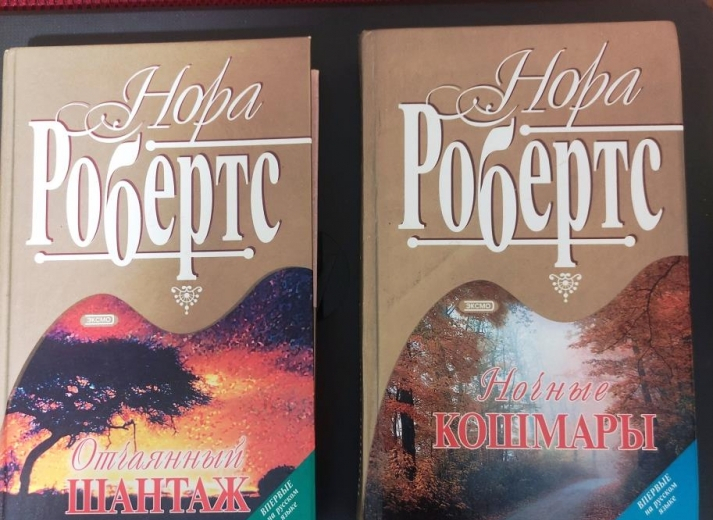 Нора
Робертс
ЭКСМО
Отчаянный
ШАНТАЖ
ВПЕРВЫЕ
на русском
языке
Нора
Робертс
ЭКСМО
Ночные
КОШМАРЫ
ВПЕРВЫЕ
на русском
языке